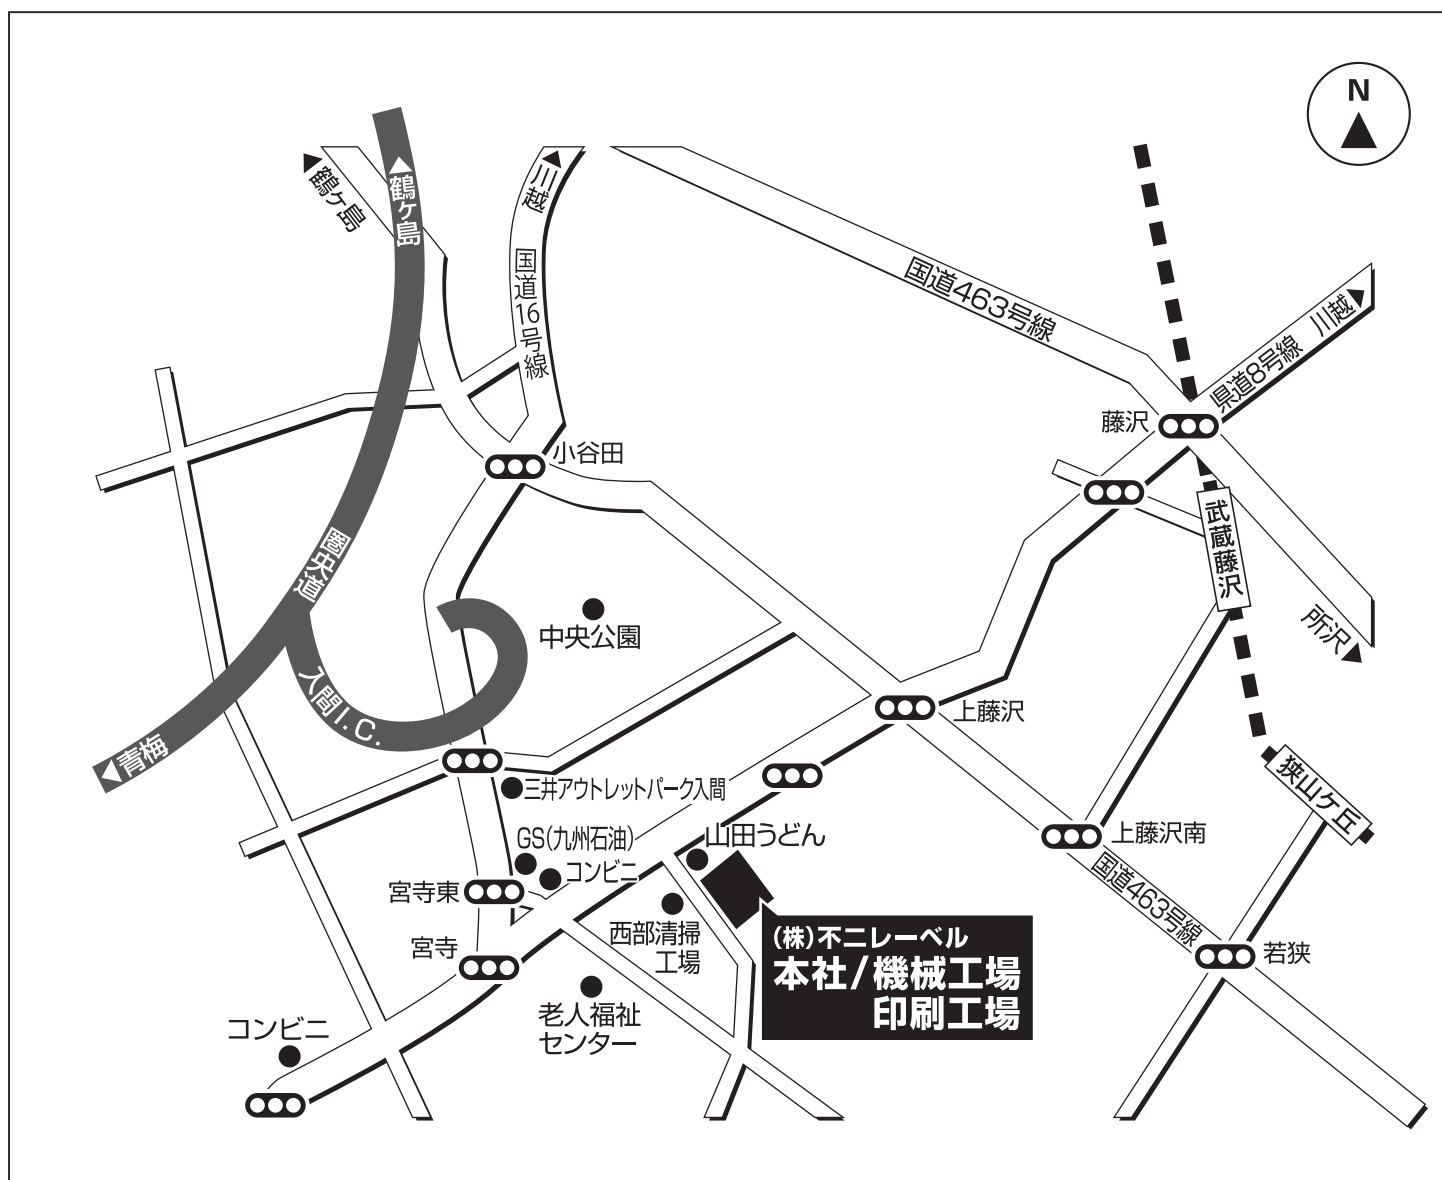 N
鶴ヶ島
鶴ヶ島
川越
国道16号線
国道463号線
県道8号線 川越
藤沢
小谷田
武蔵藤沢
圏央道
中央公園
所沢
入間I.C.
青梅
上藤沢
三井アウトレットパーク入間
狭山ケ丘
GS(九州石油)
山田うどん
上藤沢南
コンビニ
宮寺東
国道463号線
西部清掃
工場
(株)不二レーベル
本社/機械工場
印刷工場
宮寺
若狭
老人福祉
センター
コンビニ